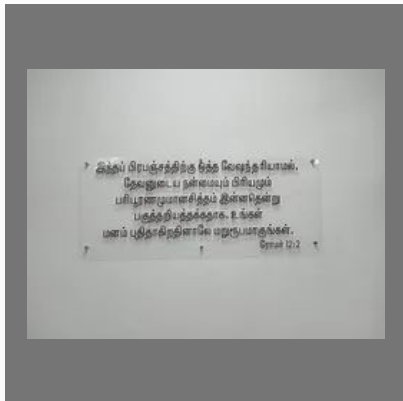 இந்தப் பிரபஞ்சத்திற்கு ஒத்த வேஷந்தரியாமல்,
தேவனுடைய நன்மையும் பிரியமும்
பரிபூரணமுமானசித்தம் இன்னதென்று
பகுத்தறியத்தக்கதாக, உங்கள்
மனம் புதிதாகிறதினாலே மறுரூபமாகுங்கள்.
ரோமர் 12:2